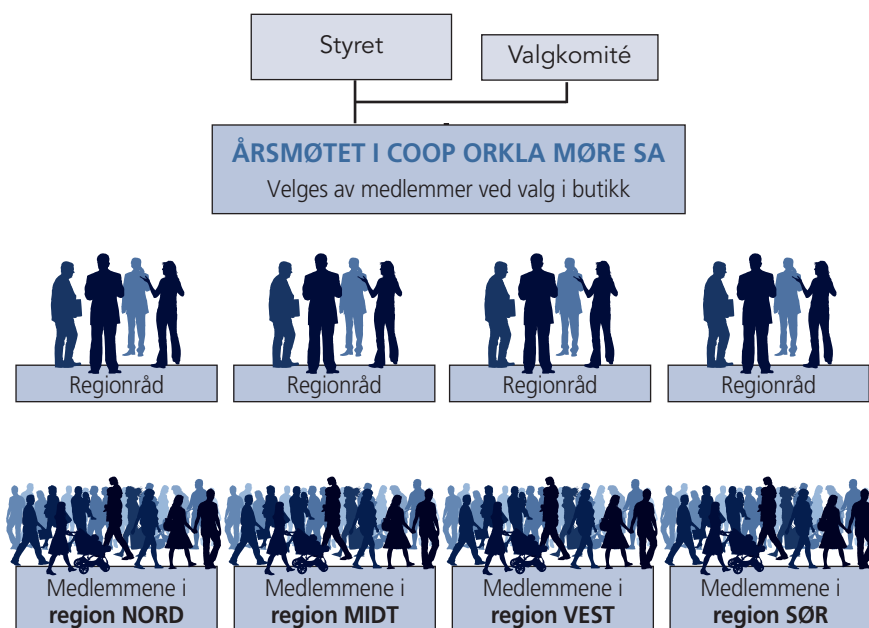 Styret
Valgkomité
ÅRSMØTET I COOP ORKLA MØRE SA
Velges av medlemmer ved valg i butikk
Regionråd
Regionråd
Regionråd
Regionråd
Medlemmene i
region NORD
Medlemmene i
region MIDT
Medlemmene i
region VEST
Medlemmene i
region SØR